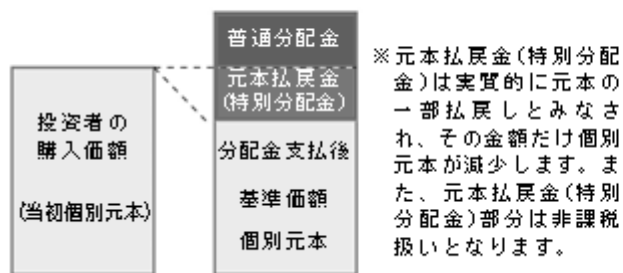 普通分配金
元本払戻金
(特別分配金)
投資者の
購入価額
(当初個別元本)
分配金支払後
基準価額
個別元本
※元本払戻金(特別分配
金)は実質的に元本の
一部払戻しとみなさ
れ、その金額だけ個別
元本が減少します。ま
た、元本払戻金(特別
分配金)部分は非課税
扱いとなります。